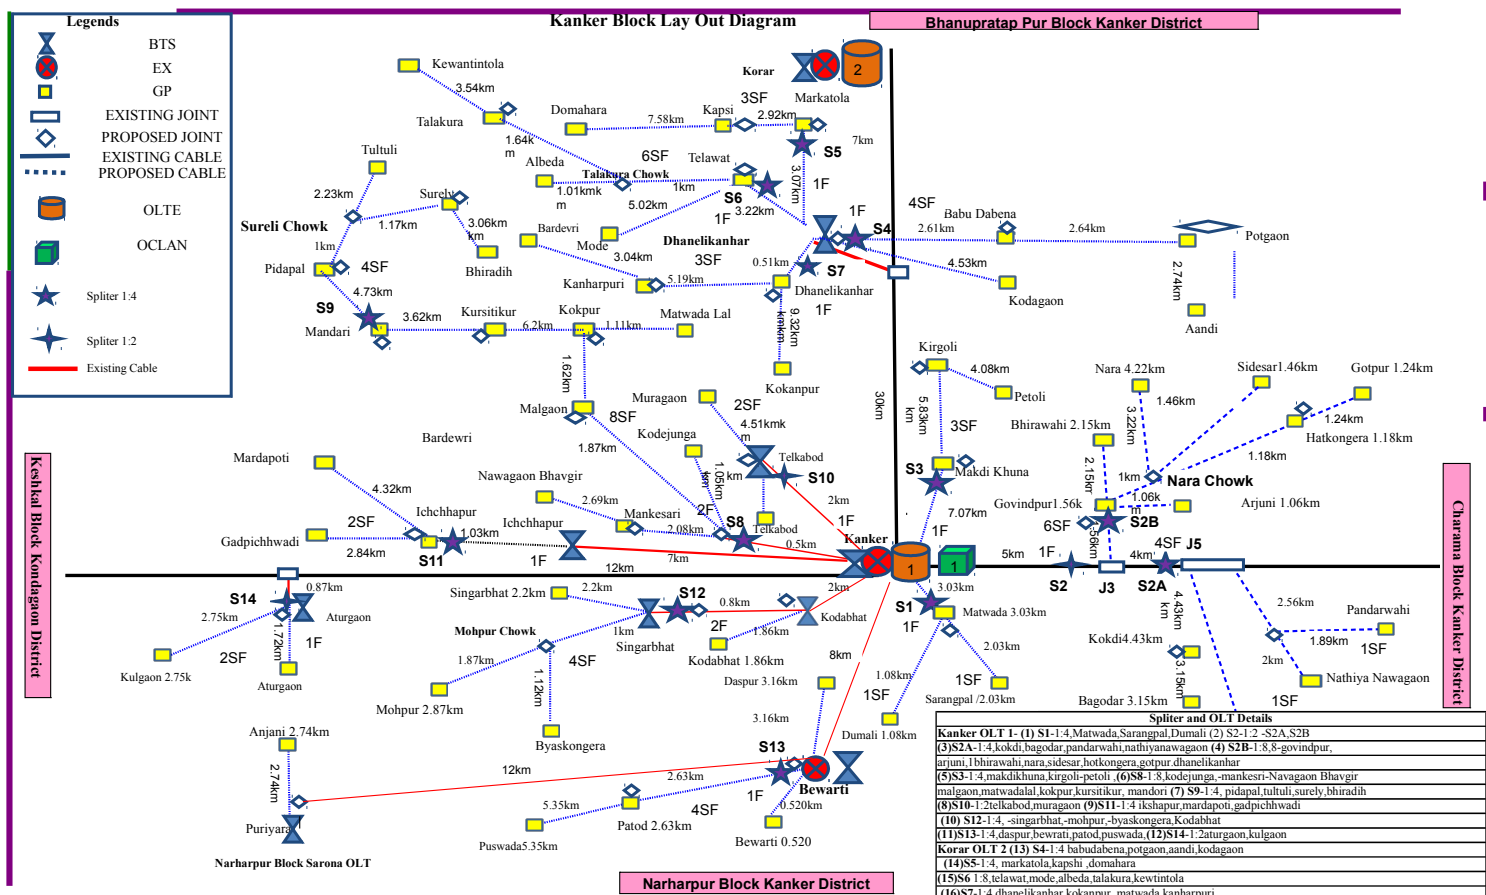 Kanker Block Lay Out Diagram
Bhanupratap Pur Block Kanker District
Legends
BTS
EX
GP
EXISTING JOINT
PROPOSED JOINT
EXISTING CABLE
PROPOSED CABLE
OLTE
OCLAN
Spliter 1:4
Spliter 1:2
Existing Cable
Kewantintola
3.54km
Talakura
1.64k
m
Domahara
7.58km
Kapsi
3SF
2.92km
Korar
2
Markatola
7km
S5
3.07km
1F
Tultuli
2.23km
Surely
1.17km
3.06km
km
Bhiradih
Sureli Chowk
1km
Pidapal
4SF
4.73km
S9
Mandari
3.62km
Kursitikur
6.2km
Kokpur
1.11km
Matwada Lal
Albeda
6SF
Talakura Chowk
1.01kmk
m
1km
Telawat
S6
5.02km
1F
3.22km
Mode
Bardevri
3.04km
Kanharpuri
Dhanelikanhar
3SF
5.19km
0.51km
S7
Dhanelikanhar
1F
9.32km
kmkm
Kokanpur
1F
S4
4SF
2.61km
Babu Dabena
2.64km
Potgaon
4.53km
Kodagaon
2.74km
Aandi
1.62km
Malgaon
8SF
1.87km
Muragaon
2SF
4.51kmk
m
Kodejunga
1.05km
km
km
Telkabod
S10
2km
1F
30km
Kirgoli
4.08km
Petoli
5.83km
km
3SF
Makdi Khuna
S3
7.07km
1F
Nara 4.22km
Sidesar1.46km
Gotpur 1.24km
3.22km
1.46km
1.24km
Hatkongera 1.18km
1.18km
Bhirawahi 2.15km
2.15km
1km
Nara Chowk
Govindpur1.56k
1.06k
m
Arjuni 1.06km
6SF
S2B
.56km
Bardewri
Mardapoti
4.32km
2SF
Gadpichhwadi
2.84km
Ichchhapur
1.03km
S11
Ichchhapur
1F
7km
Nawagaon Bhavgir
2.69km
Mankesari
2.08km
2F
S8
Telkabod
0.5km
Kanker
1
1
5km
1F
S2
J3
4km
4SF
S2A
J5
12km
0.87km
S14
Aturgaon
2.75km
1.72km
1F
2SF
Kulgaon 2.75k
Aturgaon
Singarbhat 2.2km
2.2km
S12
0.8km
2F
2km
Kodabhat
1.86km
Kodabhat 1.86km
Mohpur Chowk
1km
Singarbhat
1.87km
4SF
1.12km
Mohpur 2.87km
Byaskongera
3.03km
S1
1F
Matwada 3.03km
2.03km
1SF
Sarangpal /2.03km
1.08km
1SF
Dumali 1.08km
8km
Daspur 3.16km
3.16km
4.43km
km
Kokdi4.43km
3.15km
Bagodar 3.15km
2.56km
Pandarwahi
1.89km
1SF
2km
Nathiya Nawagaon
1SF
Anjani 2.74km
2.74km
Puriyara
12km
Narharpur Block Sarona OLT
S13
2.63km
1F
Bewarti
0.520km
Bewarti 0.520
4SF
5.35km
Patod 2.63km
Puswada5.35km
Keshkal Block Kondagaon District
Charama Block Kanker District
Narharpur Block Kanker District
Spliter and OLT Details
Kanker OLT 1- (1) S1-1:4,Matwada,Sarangpal,Dumali (2) S2-1:2 -S2A,S2B
(3)S2A-1:4,kokdi,bagodar,pandarwahi,nathiyanawagaon (4) S2B-1:8,8-govindpur,
arjuni,1bhirawahi,nara,sidesar,hotkongera,gotpur.dhanelikanhar
(5)S3-1:4,makdikhuna,kirgoli-petoli ,(6)S8-1:8,kodejunga,-mankesri-Navagaon Bhavgir
malgaon,matwadalal,kokpur,kursitikur, mandori (7) S9-1:4, pidapal,tultuli,surely,bhiradih
(8)S10-1:2telkabod,muragaon (9)S11-1:4 ikshapur,mardapoti,gadpichhwadi
(10) S12-1:4, -singarbhat,-mohpur,-byaskongera,Kodabhat
(11)S13-1:4,daspur,bewrati,patod,puswada,(12)S14-1:2aturgaon,kulgaon
Korar OLT 2 (13) S4-1:4 babudabena,potgaon,aandi,kodagaon
(14)S5-1:4, markatola,kapshi ,domahara
(15)S6 1:8,telawat,mode,albeda,talakura,kewtintola
(16)S7-1:4 dhanelikanhar,kokanpur, matwada,kanharpuri